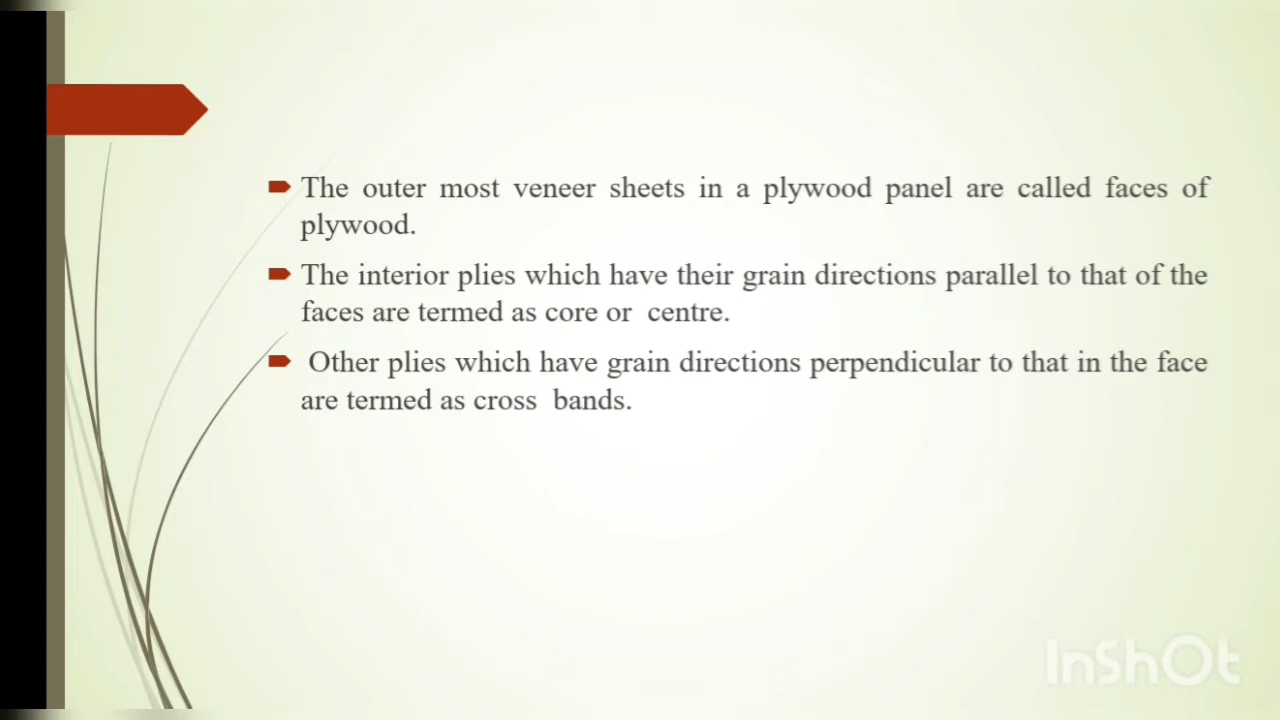 The outer most veneer sheets in a plywood panel are called faces of
plywood.
The interior plies which have their grain directions parallel to that of the
faces are termed as core or centre.
Other plies which have grain directions perpendicular to that in the face
are termed as cross bands.
InShOt